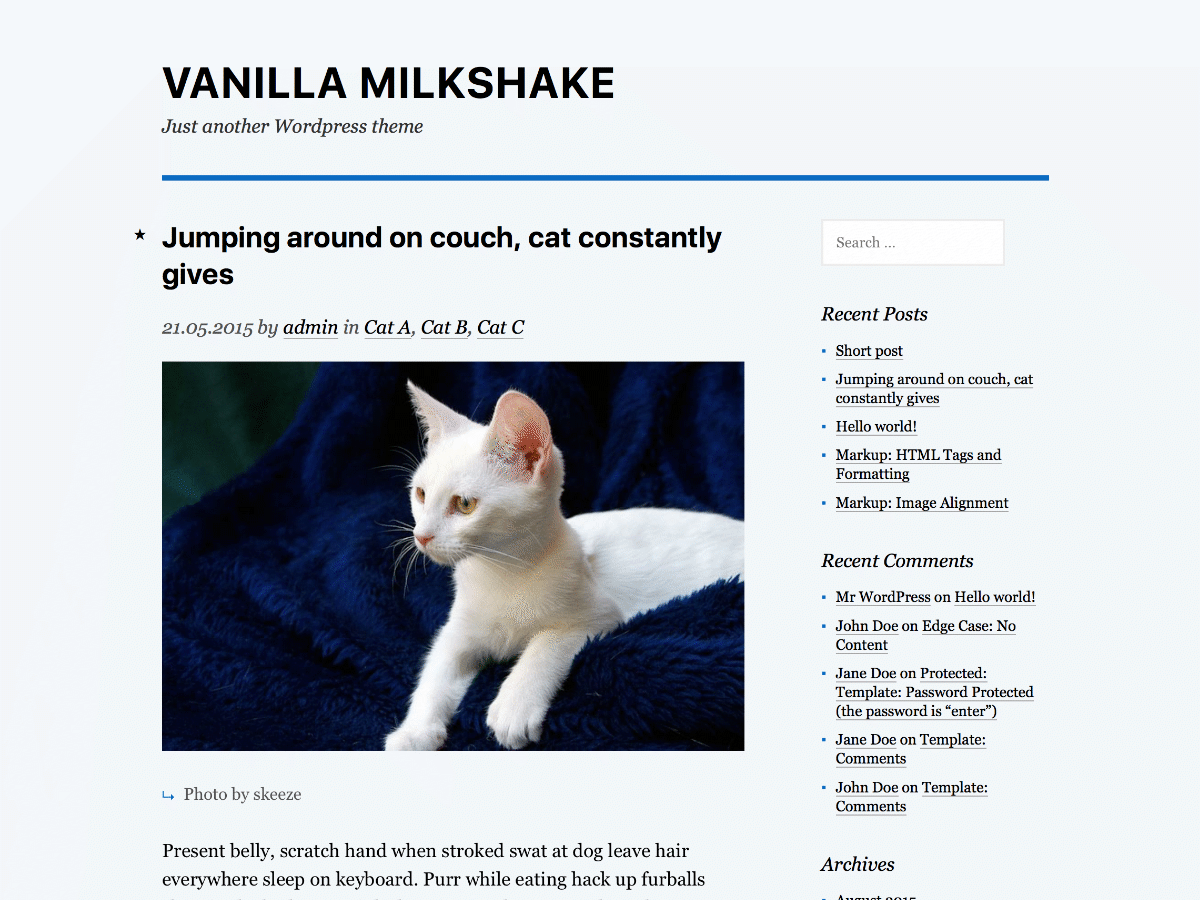 VANILLA MILKSHAKE
Just another Wordpress theme
★ Jumping around on couch, cat constantly
gives
21.05.2015 by admin in Cat A, Cat B, Cat C
↳ Photo by skeeze
Present belly, scratch hand when stroked swat at dog leave hair
everywhere sleep on keyboard. Purr while eating hack up furballs
Search ...
Recent Posts
▪ Short post
▪ Jumping around on couch, cat
constantly gives
▪ Hello world!
▪ Markup: HTML Tags and
Formatting
▪ Markup: Image Alignment
Recent Comments
▪ Mr WordPress on Hello world!
▪ John Doe on Edge Case: No
Content
▪ Jane Doe on Protected:
Template: Password Protected
(the password is “enter”)
▪ Jane Doe on Template:
Comments
▪ John Doe on Template:
Comments
Archives
August 2015